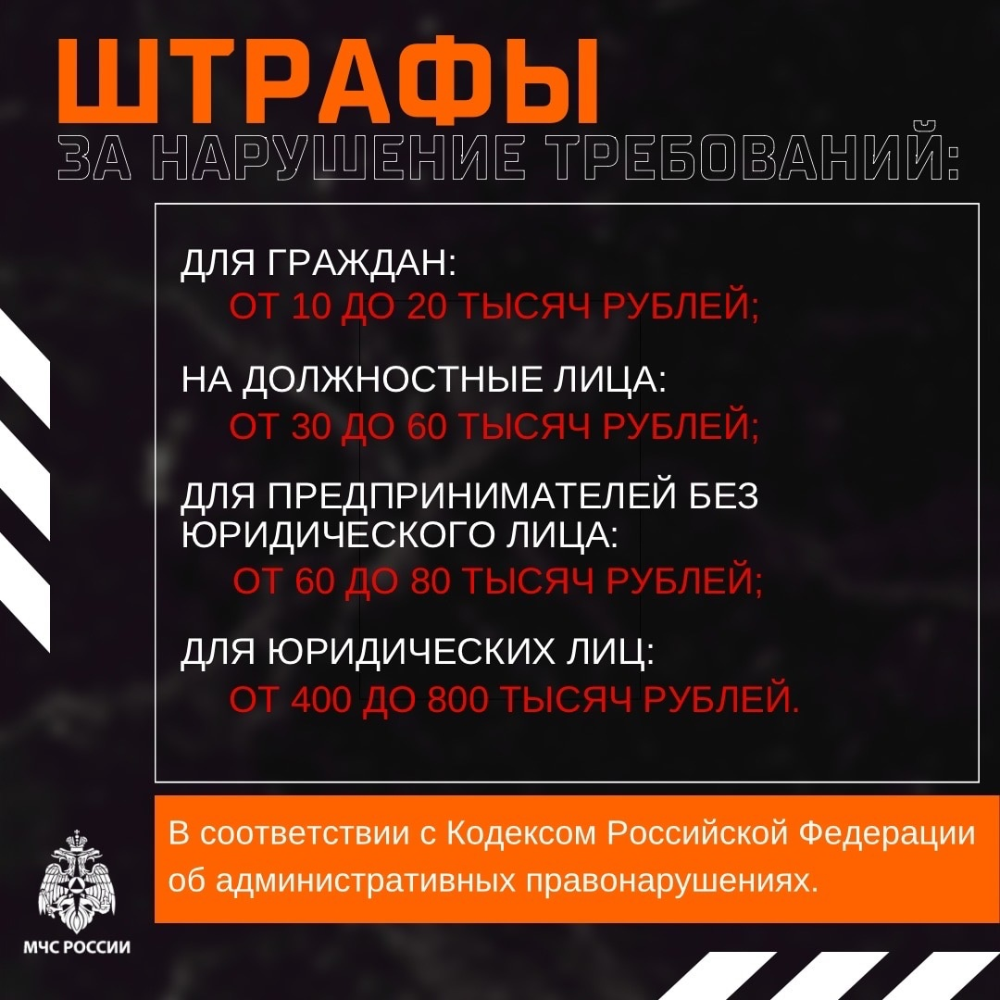 ШТРАФЫ
ЗА НАРУШЕНИЕ ТРЕБОВАНИЙ:
ДЛЯ ГРАЖДАН:
ОТ 10 ДО 20 ТЫСЯЧ РУБЛЕЙ;
НА ДОЛЖНОСТНЫЕ ЛИЦА:
ОТ 30 ДО 60 ТЫСЯЧ РУБЛЕЙ;
ДЛЯ ПРЕДПРИНИМАТЕЛЕЙ БЕЗ
ЮРИДИЧЕСКОГО ЛИЦА:
ОТ 60 ДО 80 ТЫСЯЧ РУБЛЕЙ;
ДЛЯ ЮРИДИЧЕСКИХ ЛИЦ:
ОТ 400 ДО 800 ТЫСЯЧ РУБЛЕЙ.
В соответствии с Кодексом Российской Федерации
об административных правонарушениях.
МЧС РОССИИ